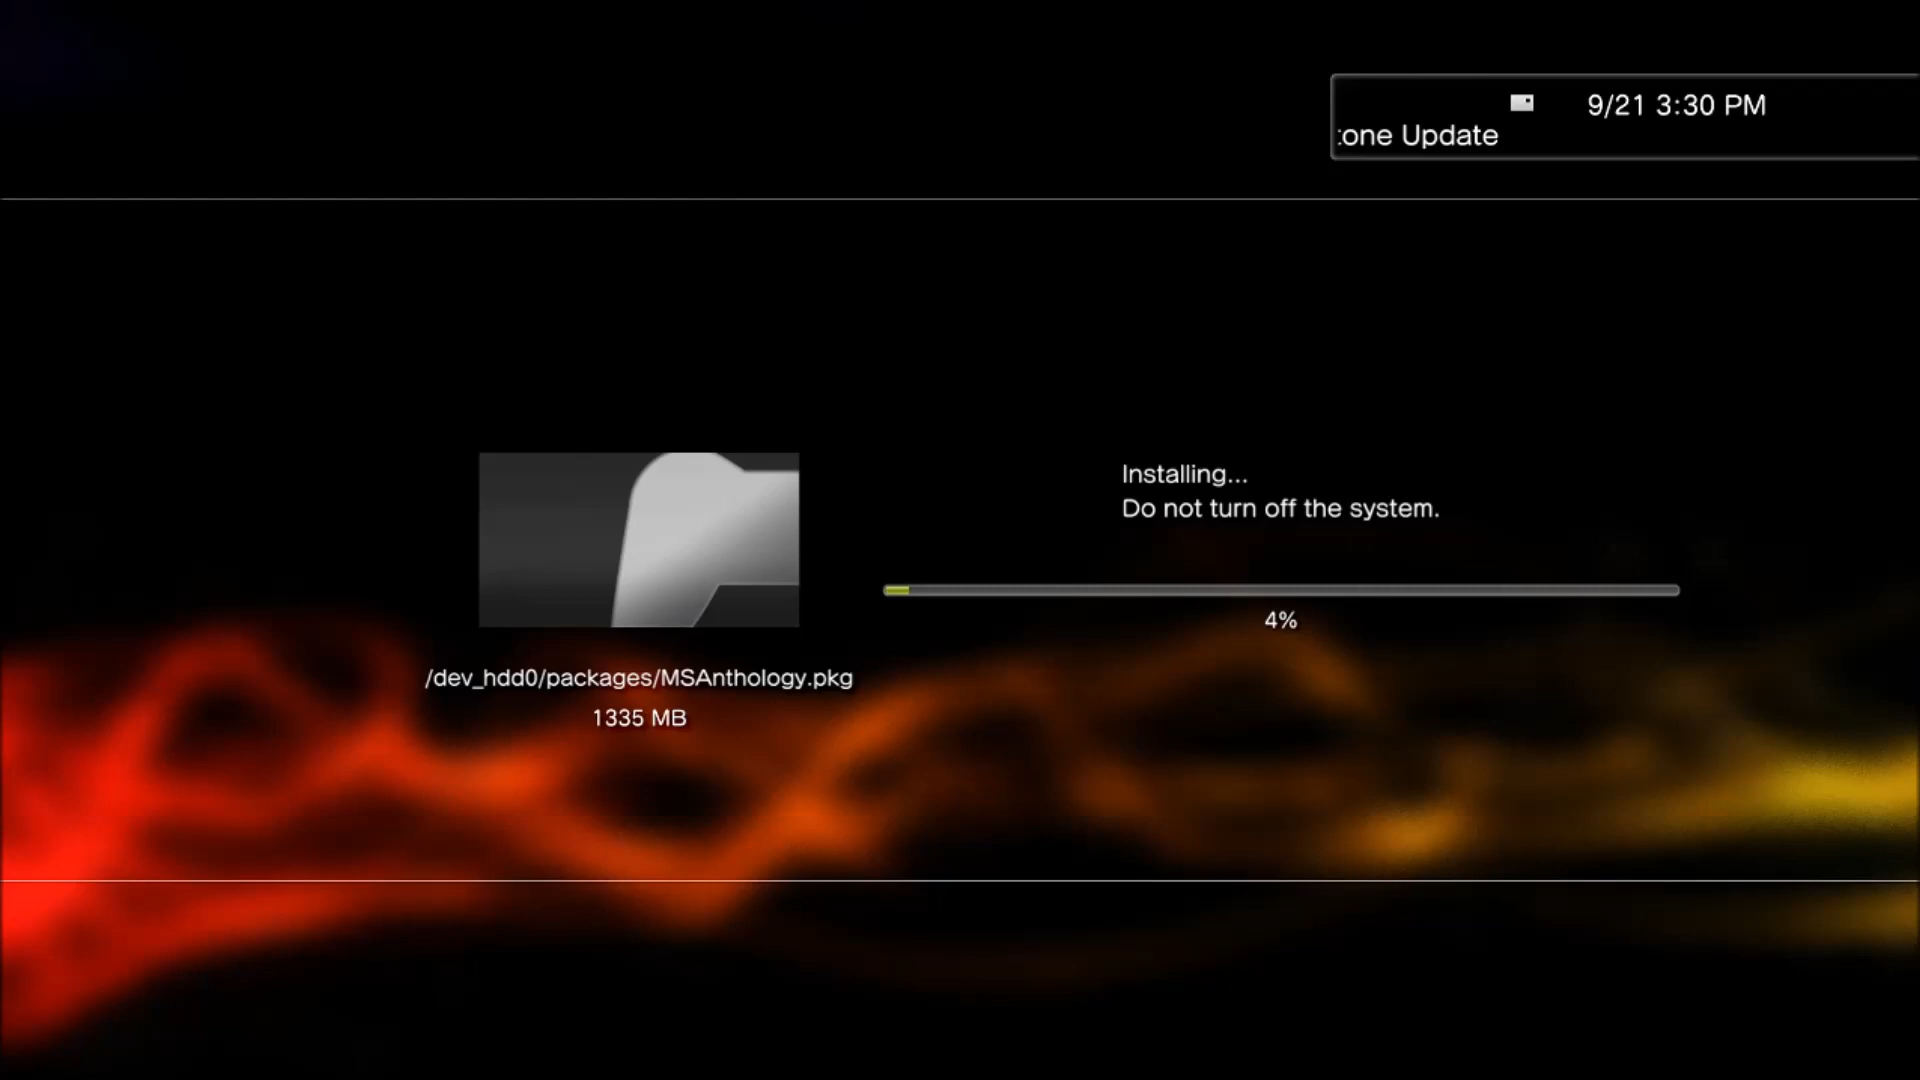 9/21 3:30 PM
Update
Installing...
Do not turn off the system.
4%
/dev_hdd0/packages/MSAnthology.pkg
1335 MB